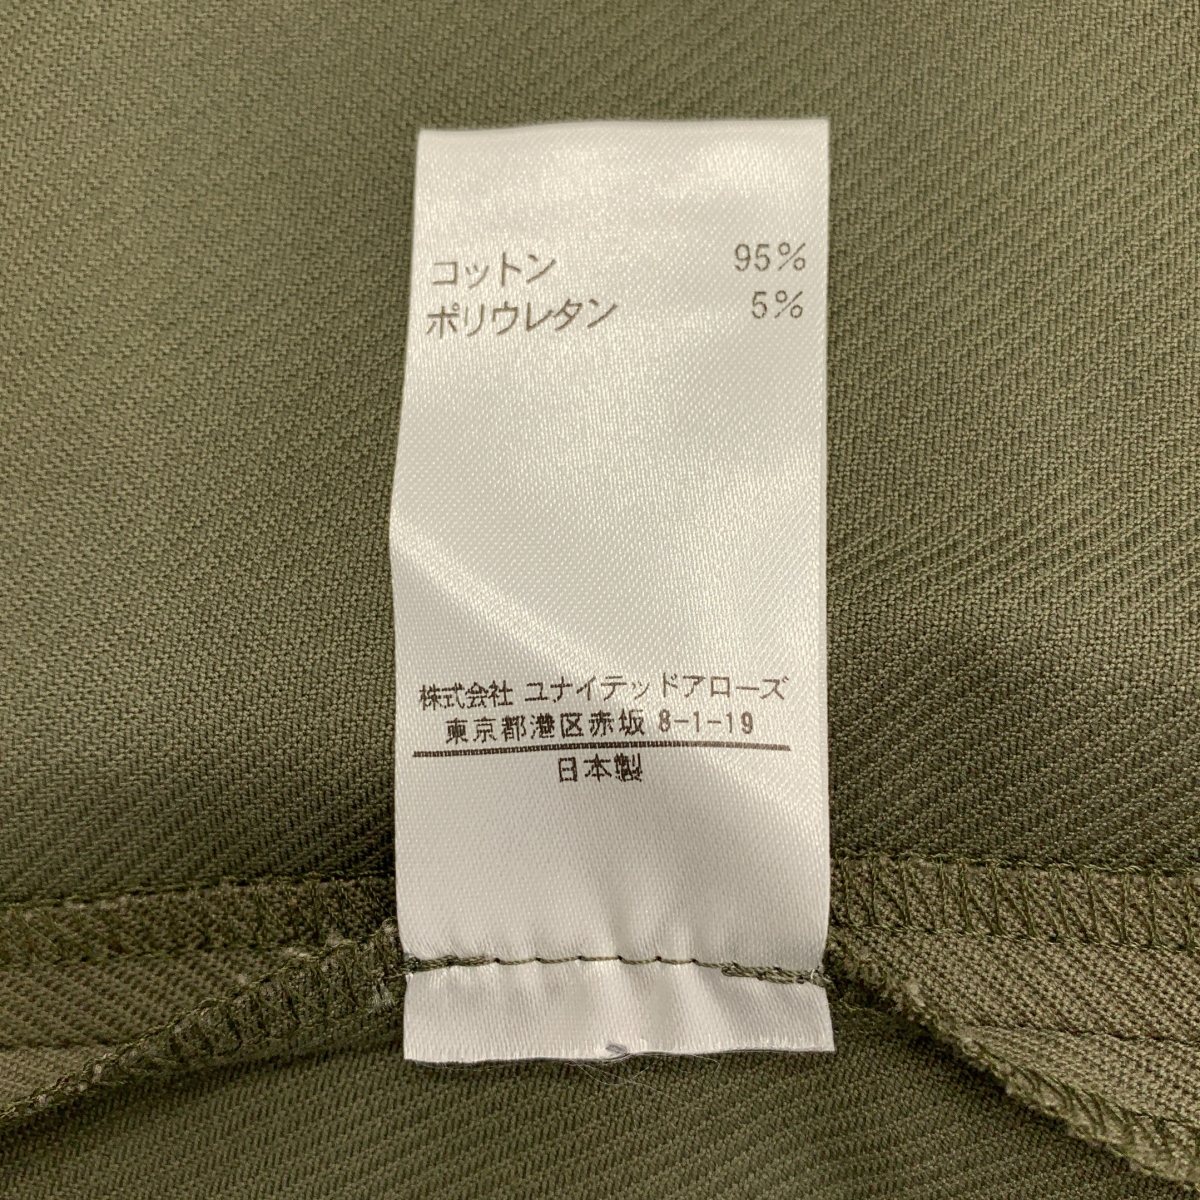 コットン 95%
ポリウレタン 5%
株式会社 ユナイテッドアローズ
東京都港区赤坂 8-1-19
日本製